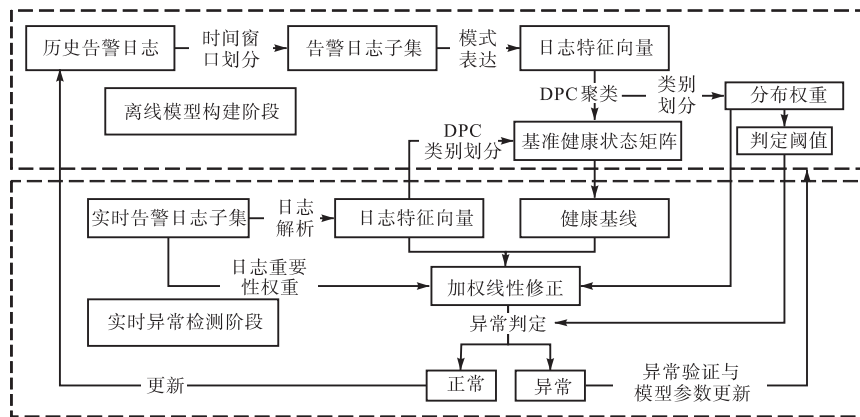 历史告警日志
时间窗
口划分
告警日志子集
模式
表达
日志特征向量
DPC聚类
类别
划分
分布权重
离线模型构建阶段
DPC
类别划分
基准健康状态矩阵
判定阈值
实时告警日志子集
日志
解析
日志特征向量
健康基线
日志重要
性权重
加权线性修正
实时异常检测阶段
异常判定
更新
正常
异常
异常验证与
模型参数更新